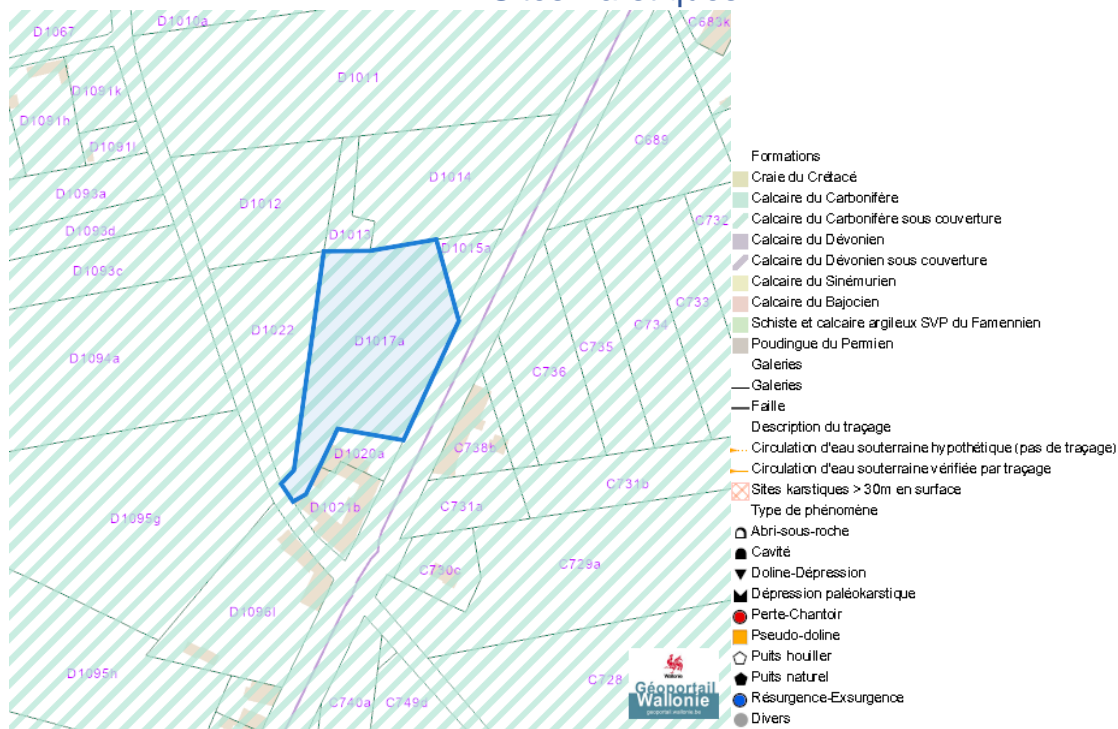 D1067
D1010a
C683k
D1011
D1091k
D1091h
D1091l
C689
D1014
D1093a
D1012
C732
D1013
D1093d
D1015a
D1093c
C733
D1022
C734
D1017a
C735
D1094a
C736
C738b
D1020a
C731b
D1021b
C731a
D1095g
C729a
C730c
D1096l
D1095h
C728
C740a
C749d
Wallonie
Géoportail
Wallonie
geoportail.wallonie.be
Formations
Craie du Crétacé
Calcaire du Carbonifère
Calcaire du Carbonifère sous couverture
Calcaire du Dévonien
Calcaire du Dévonien sous couverture
Calcaire du Sinémurien
Calcaire du Bajocien
Schiste et calcaire argileux SVP du Famennien
Poudingue du Permien
Galeries
Galeries
Faille
Description du traçage
Circulation d'eau souterraine hypothétique (pas de traçage)
Circulation d'eau souterraine vérifiée par traçage
Sites karstiques > 30m en surface
Type de phénomène
Abri-sous-roche
Cavité
Doline-Dépression
Dépression paléokarstique
Perte-Chantoir
Pseudo-doline
Puits houiller
Puits naturel
Résurgence-Exsurgence
Divers